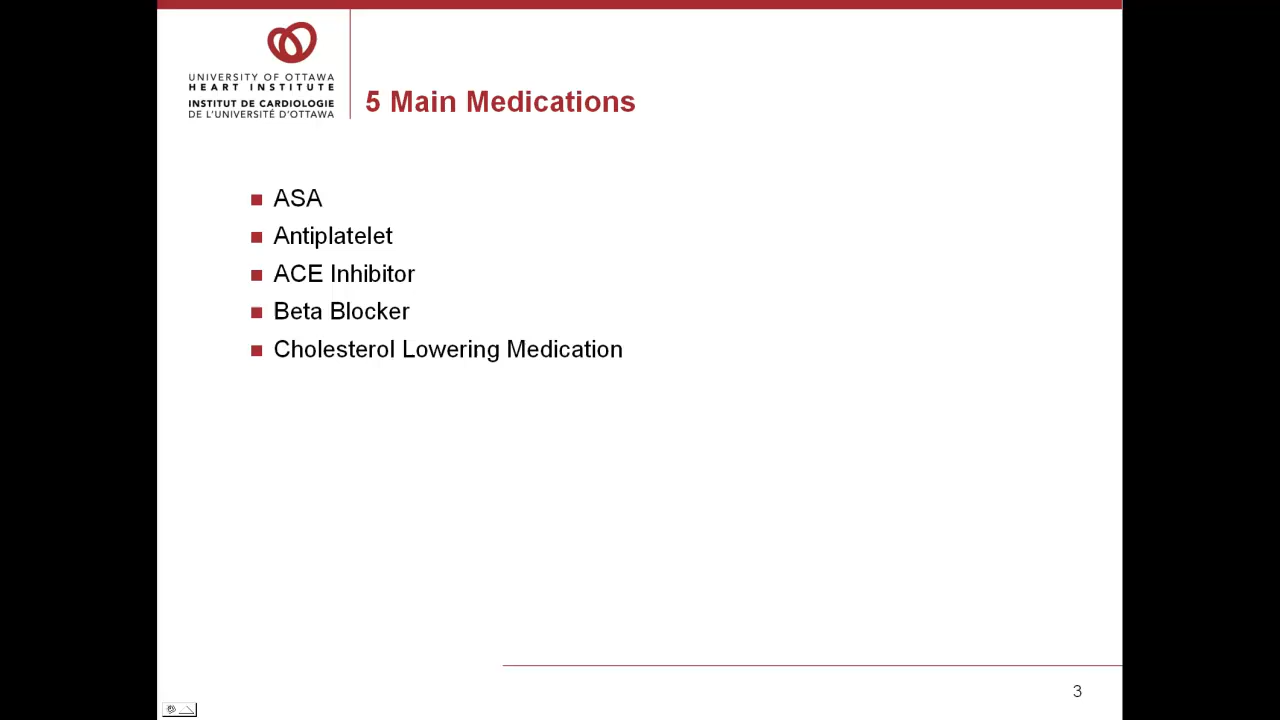 UNIVERSITY OF OTTAWA
HEART INSTITUTE
INSTITUT DE CARDIOLOGIE
DE L'UNIVERSITÉ D'OTTAWA
5 Main Medications
ASA
Antiplatelet
ACE Inhibitor
Beta Blocker
Cholesterol Lowering Medication
3